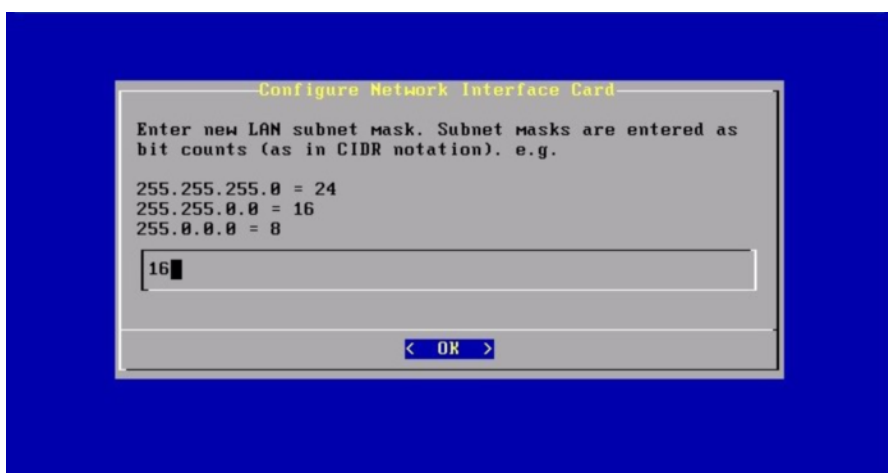 Configure Network Interface Card
Enter new LAN subnet mask. Subnet masks are entered as
bit counts (as in CIDR notation). e.g.
255.255.255.0 = 24
255.255.0.0 = 16
255.0.0.0 = 8
16
< OK >